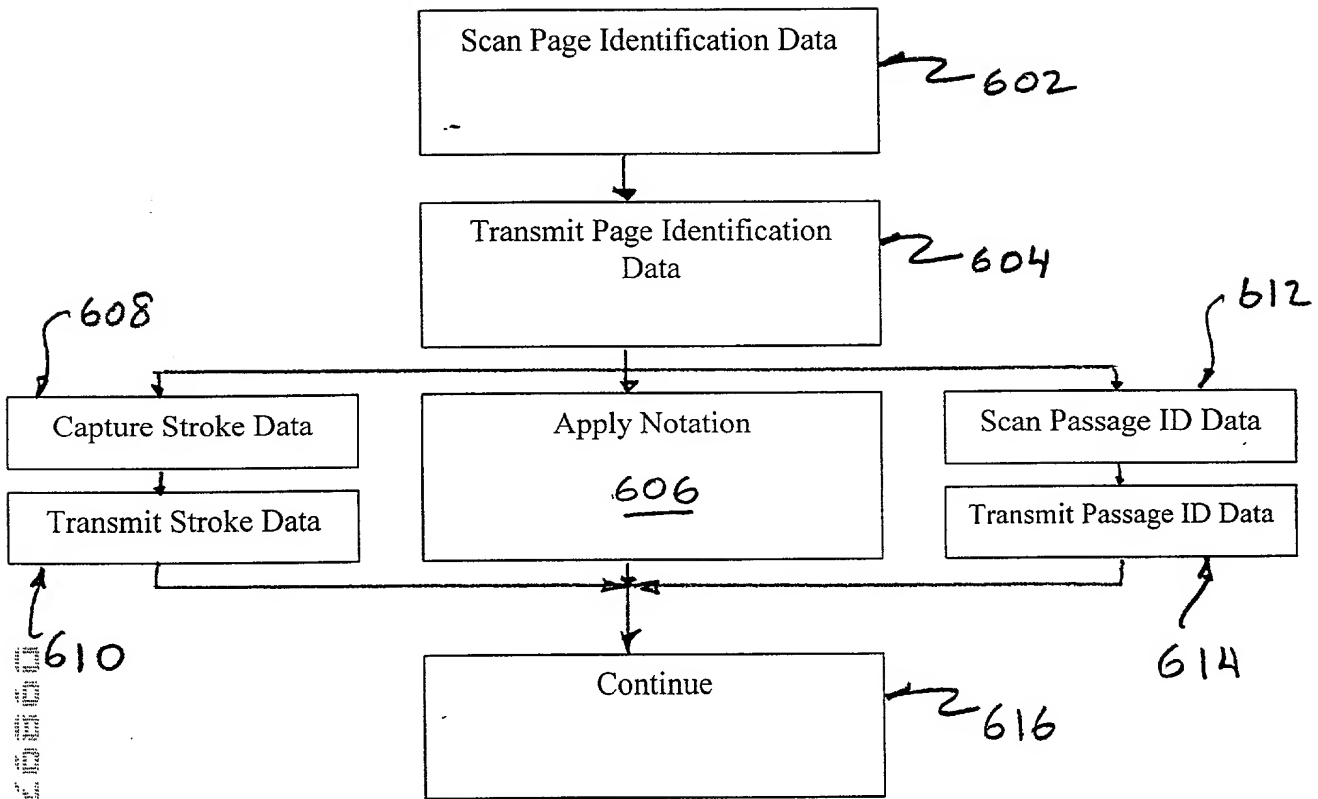 Scan Page Identification Data
602
Transmit Page Identification
Data
604
608
612
Capture Stroke Data
Apply Notation
606
Scan Passage ID Data
Transmit Stroke Data
Transmit Passage ID Data
610
614
Continue
616